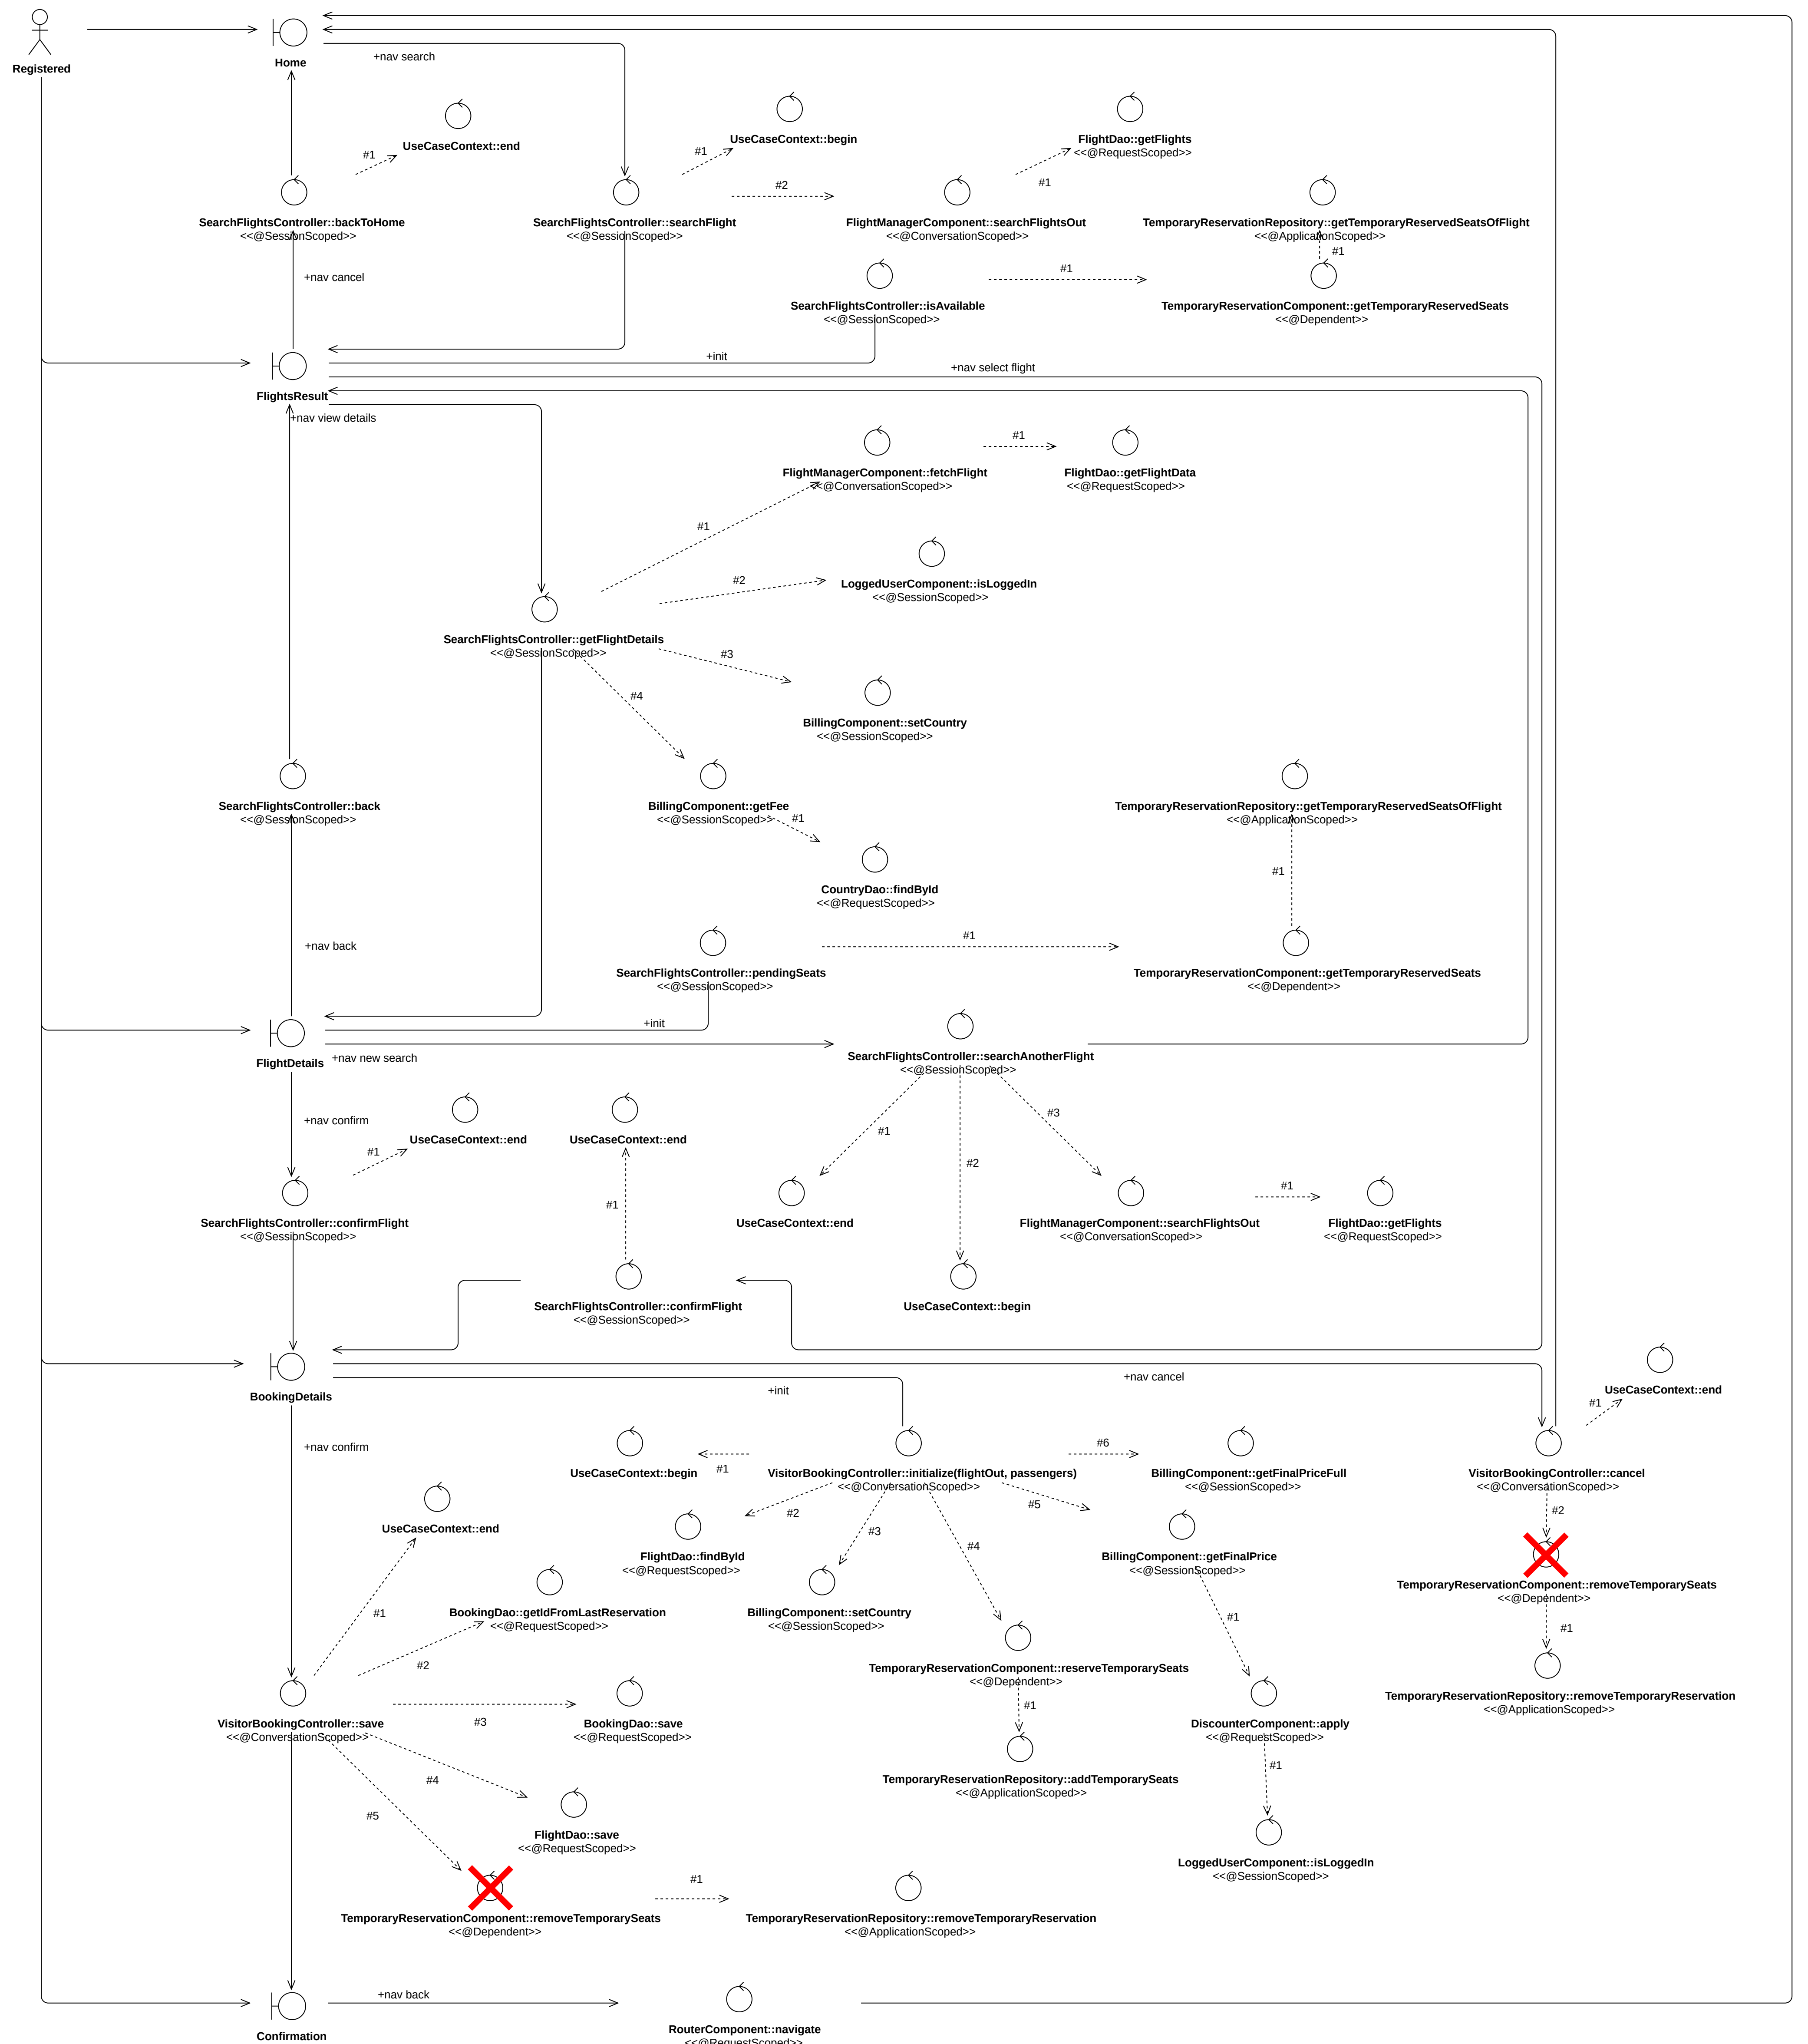 Home
+nav search
Registered
UseCaseContext::end
#1
UseCaseContext::begin
#1
FlightDao::getFlights
<<@RequestScoped>>
#1
#2
SearchFlightsController::backToHome
<<@SessionScoped>>
SearchFlightsController::searchFlight
<<@SessionScoped>>
FlightManagerComponent::searchFlightsOut
<<@ConversationScoped>>
TemporaryReservationRepository::getTemporaryReservedSeatsOfFlight
<<@ApplicationScoped>>
#1
+nav cancel
#1
SearchFlightsController::isAvailable
<<@SessionScoped>>
TemporaryReservationComponent::getTemporaryReservedSeats
<<@Dependent>>
+init
+nav select flight
FlightsResult
+nav view details
#1
FlightManagerComponent::fetchFlight
<<@ConversationScoped>>
FlightDao::getFlightData
<<@RequestScoped>>
#1
#2
LoggedUserComponent::isLoggedIn
<<@SessionScoped>>
SearchFlightsController::getFlightDetails
<<@SessionScoped>>
#3
#4
BillingComponent::setCountry
<<@SessionScoped>>
SearchFlightsController::back
<<@SessionScoped>>
BillingComponent::getFee
<<@SessionScoped>>
#1
TemporaryReservationRepository::getTemporaryReservedSeatsOfFlight
<<@ApplicationScoped>>
#1
CountryDao::findById
<<@RequestScoped>>
+nav back
#1
SearchFlightsController::pendingSeats
<<@SessionScoped>>
TemporaryReservationComponent::getTemporaryReservedSeats
<<@Dependent>>
+init
FlightDetails
+nav new search
SearchFlightsController::searchAnotherFlight
<<@SessionScoped>>
+nav confirm
UseCaseContext::end
#1
UseCaseContext::end
#1
#1
#2
#3
#1
SearchFlightsController::confirmFlight
<<@SessionScoped>>
UseCaseContext::end
FlightManagerComponent::searchFlightsOut
<<@ConversationScoped>>
FlightDao::getFlights
<<@RequestScoped>>
SearchFlightsController::confirmFlight
<<@SessionScoped>>
UseCaseContext::begin
+nav cancel
+init
BookingDetails
UseCaseContext::end
#1
+nav confirm
UseCaseContext::begin
#1
VisitorBookingController::initialize(flightOut, passengers)
<<@ConversationScoped>>
#6
BillingComponent::getFinalPriceFull
<<@SessionScoped>>
VisitorBookingController::cancel
<<@ConversationScoped>>
#2
UseCaseContext::end
#2
#3
#4
#5
FlightDao::findById
<<@RequestScoped>>
BillingComponent::getFinalPrice
<<@SessionScoped>>
TemporaryReservationComponent::removeTemporarySeats
<<@Dependent>>
#1
BookingDao::getIdFromLastReservation
<<@RequestScoped>>
BillingComponent::setCountry
<<@SessionScoped>>
#1
#1
#2
TemporaryReservationComponent::reserveTemporarySeats
<<@Dependent>>
#1
TemporaryReservationRepository::removeTemporaryReservation
<<@ApplicationScoped>>
#3
VisitorBookingController::save
<<@ConversationScoped>>
BookingDao::save
<<@RequestScoped>>
DiscounterComponent::apply
<<@RequestScoped>>
#1
#4
#5
TemporaryReservationRepository::addTemporarySeats
<<@ApplicationScoped>>
FlightDao::save
<<@RequestScoped>>
LoggedUserComponent::isLoggedIn
<<@SessionScoped>>
#1
TemporaryReservationComponent::removeTemporarySeats
<<@Dependent>>
TemporaryReservationRepository::removeTemporaryReservation
<<@ApplicationScoped>>
+nav back
Confirmation
RouterComponent::navigate
<<@RequestScoped>>